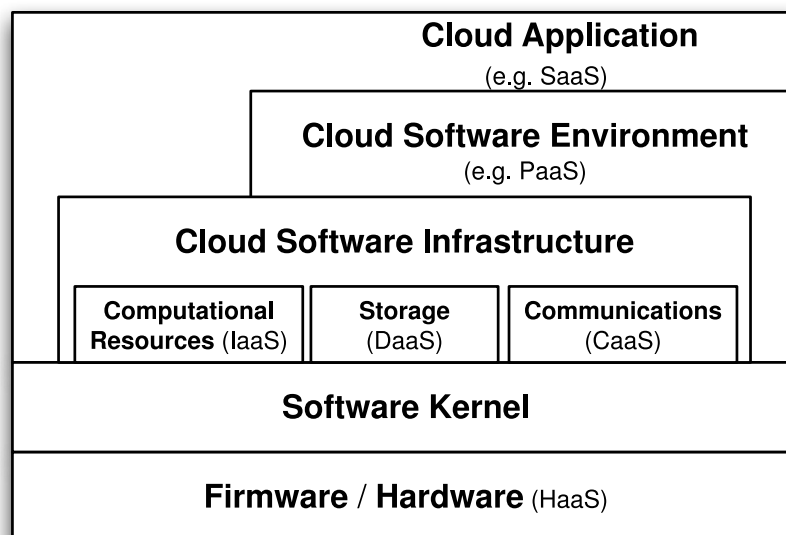 Cloud Application
(e.g. SaaS)
Cloud Software Environment
(e.g. PaaS)
Cloud Software Infrastructure
Computational
Resources (IaaS)
Storage
(DaaS)
Communications
(CaaS)
Software Kernel
Firmware / Hardware (HaaS)